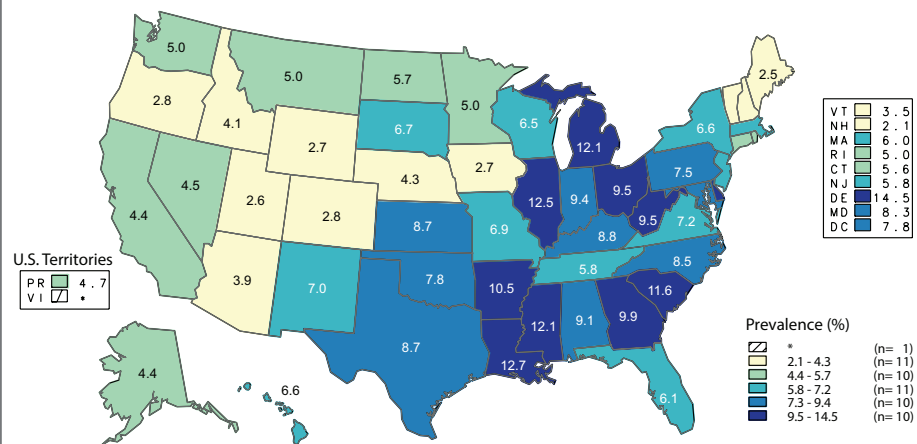 5.0
2.8
4.1
5.0
2.7
5.7
6.7
5.0
4.3
2.7
6.5
12.1
2.5
6.6
7.5
4.4
4.5
2.6
2.8
8.7
6.9
12.5
9.4
9.5
9.5
7.2
8.8
8.5
3.9
7.0
7.8
10.5
5.8
11.6
8.7
12.7
12.1
9.1
9.9
6.1
4.4
6.6
VT 3.5
NH 2.1
MA 6.0
RI 5.0
CT 5.6
NJ 5.8
DE 14.5
MD 8.3
DC 7.8
U.S. Territories
PR 4.7
VI *
Prevalence (%)
* (n= 1)
2.1 - 4.3 (n= 11)
4.4 - 5.7 (n= 10)
5.8 - 7.2 (n= 11)
7.3 - 9.4 (n= 10)
9.5 - 14.5 (n= 10)